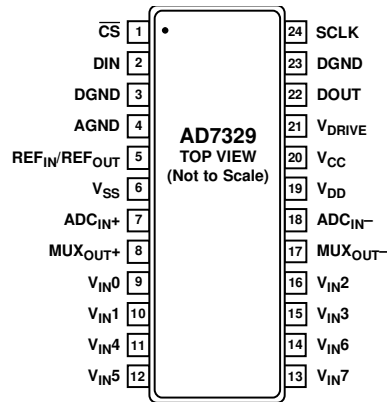 CS 1 24 SCLK
DIN 2 23 DGND
DGND 3 22 DOUT
AGND 4 21 VDRIVE
REFIN/REFOUT 5 20 VCC
VSS 6 19 VDD
ADCIN+ 7 18 ADCIN–
MUXOUT+ 8 17 MUXOUT–
VIN0 9 16 VIN2
VIN1 10 15 VIN3
VIN4 11 14 VIN6
VIN5 12 13 VIN7
AD7329
TOP VIEW
(Not to Scale)